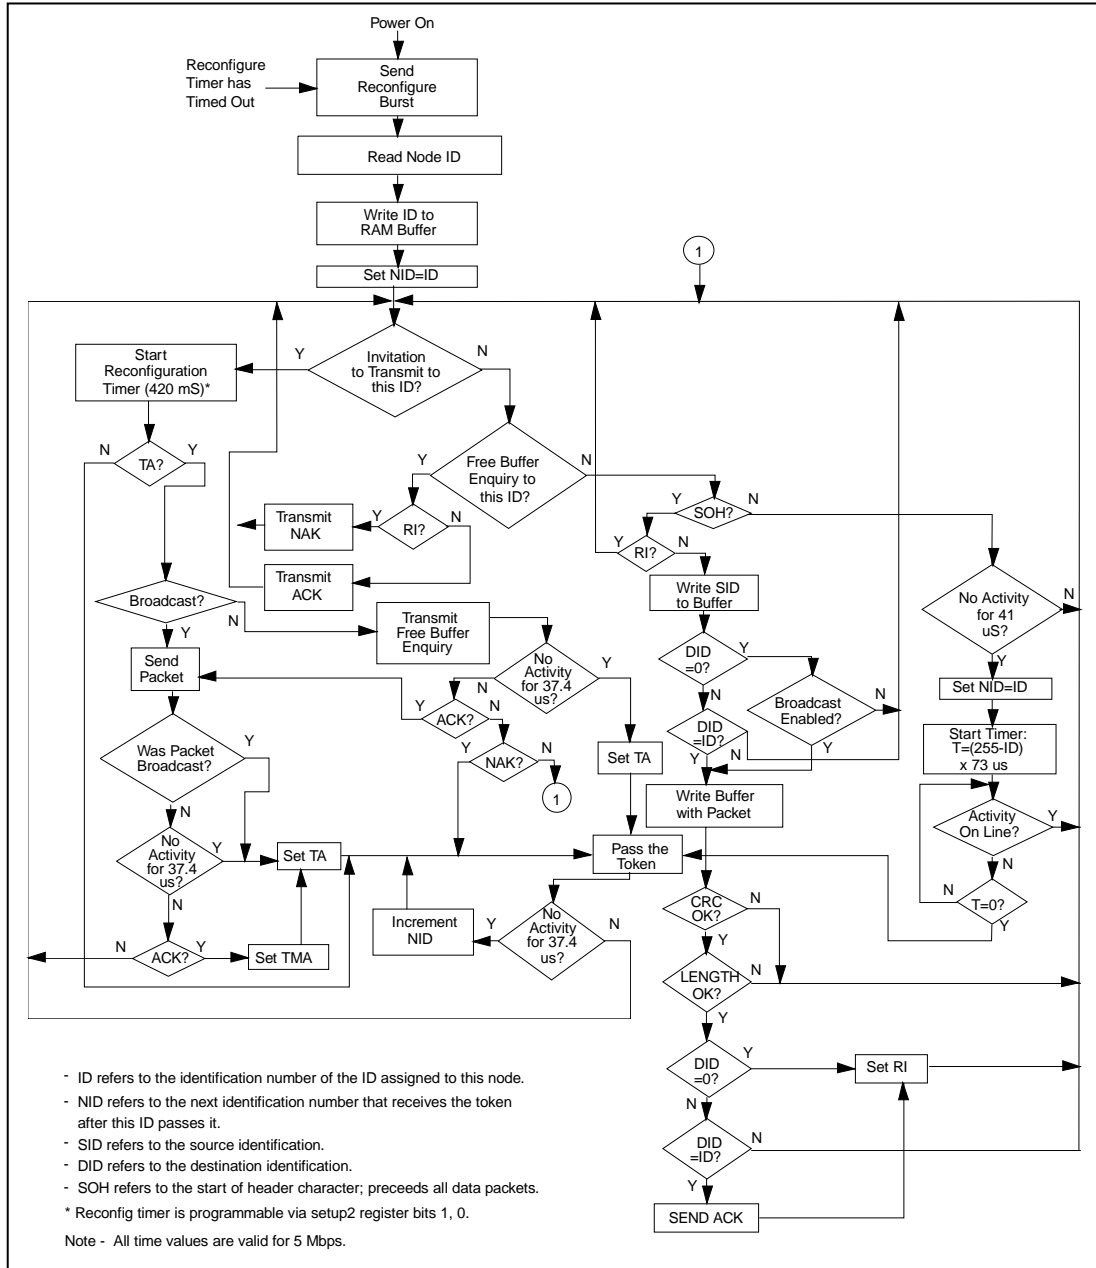 Power On
Reconfigure
Timer has
Timed Out
Send
Reconfigure
Burst
Read Node ID
Write ID to
RAM Buffer
1
Set NID=ID
Start
Reconfiguration
Timer (420 mS)*
Y
Invitation
to Transmit to
this ID?
N
N
TA?
Y
Y
Free Buffer
Enquiry to
this ID?
N
Transmit
NAK
Y
RI?
N
Y
SOH?
N
Y
RI?
N
Transmit
ACK
Write SID
to Buffer
No Activity
for 41
uS?
N
Y
Broadcast?
N
Y
Transmit
Free Buffer
Enquiry
Send
Packet
No
Activity
for 37.4
us?
N
Y
DID
=0?
Y
N
Set NID=ID
Broadcast
Enabled?
N
Y
ACK?
Y
N
DID
=ID?
Y
N
Start Timer:
T=(255-ID)
x 73 us
Was Packet
Broadcast?
Y
N
Y
NAK?
N
1
Set TA
Write Buffer
with Packet
Activity
On Line?
Y
N
No
Activity
for 37.4
us?
Y
N
Set TA
Pass the
Token
N
T=0?
Y
CRC
OK?
N
Y
Increment
NID
Y
No
Activity
for 37.4
us?
N
N
ACK?
Y
Set TMA
LENGTH
OK?
N
Y
DID
=0?
Y
N
Set RI
DID
=ID?
N
Y
SEND ACK
- ID refers to the identification number of the ID assigned to this node.
- NID refers to the next identification number that receives the token
after this ID passes it.
- SID refers to the source identification.
- DID refers to the destination identification.
- SOH refers to the start of header character; preceeds all data packets.
* Reconfig timer is programmable via setup2 register bits 1, 0.
Note - All time values are valid for 5 Mbps.